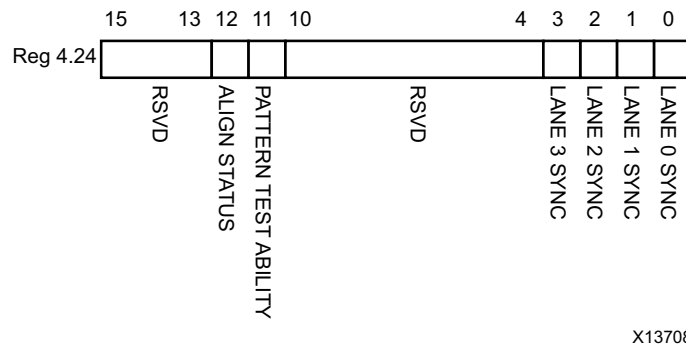 15 13 12 11 10 4 3 2 1 0
Reg 4.24
RSVD
ALIGN STATUS
PATTERN TEST ABILITY
RSVD
LANE 3 SYNC
LANE 2 SYNC
LANE 1 SYNC
LANE 0 SYNC
X13708